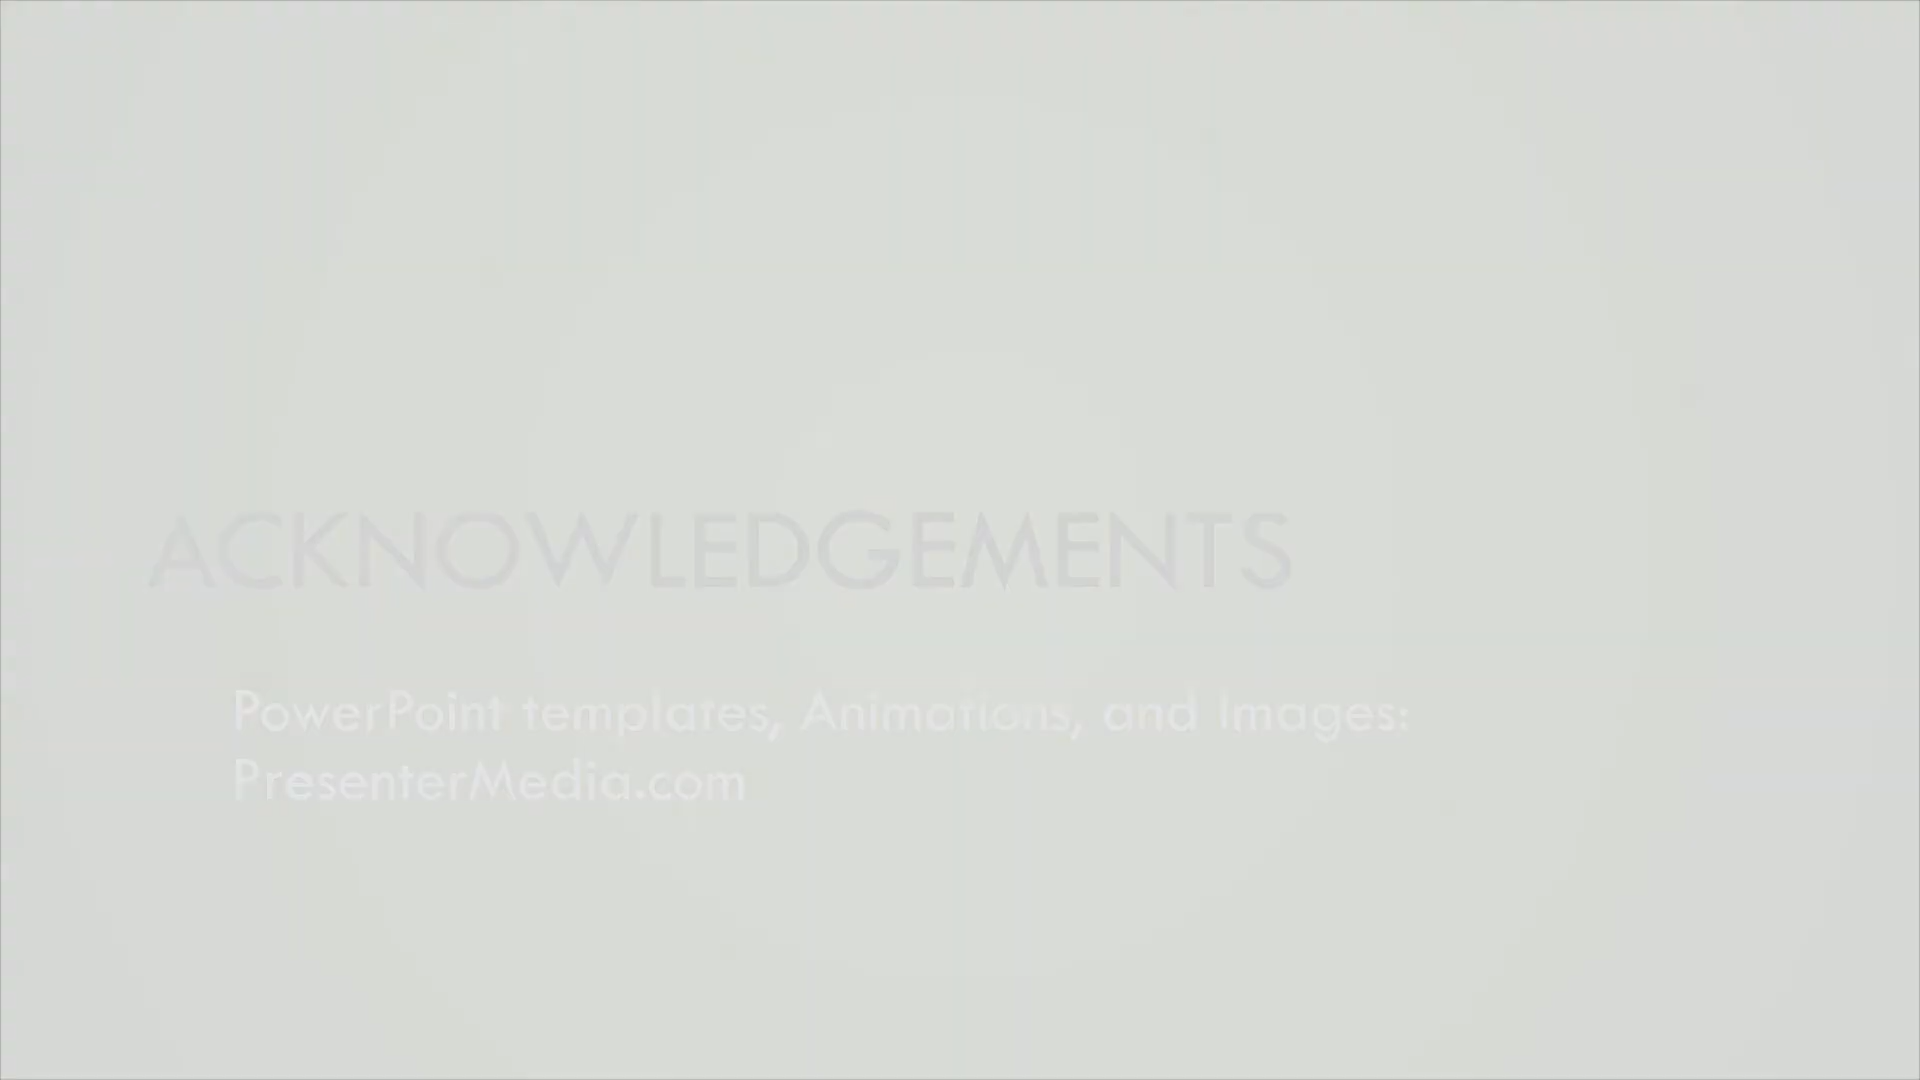 ACKNOWLEDGEMENTS
PowerPoint templates, Animations, and Images:
PresenterMedia.com